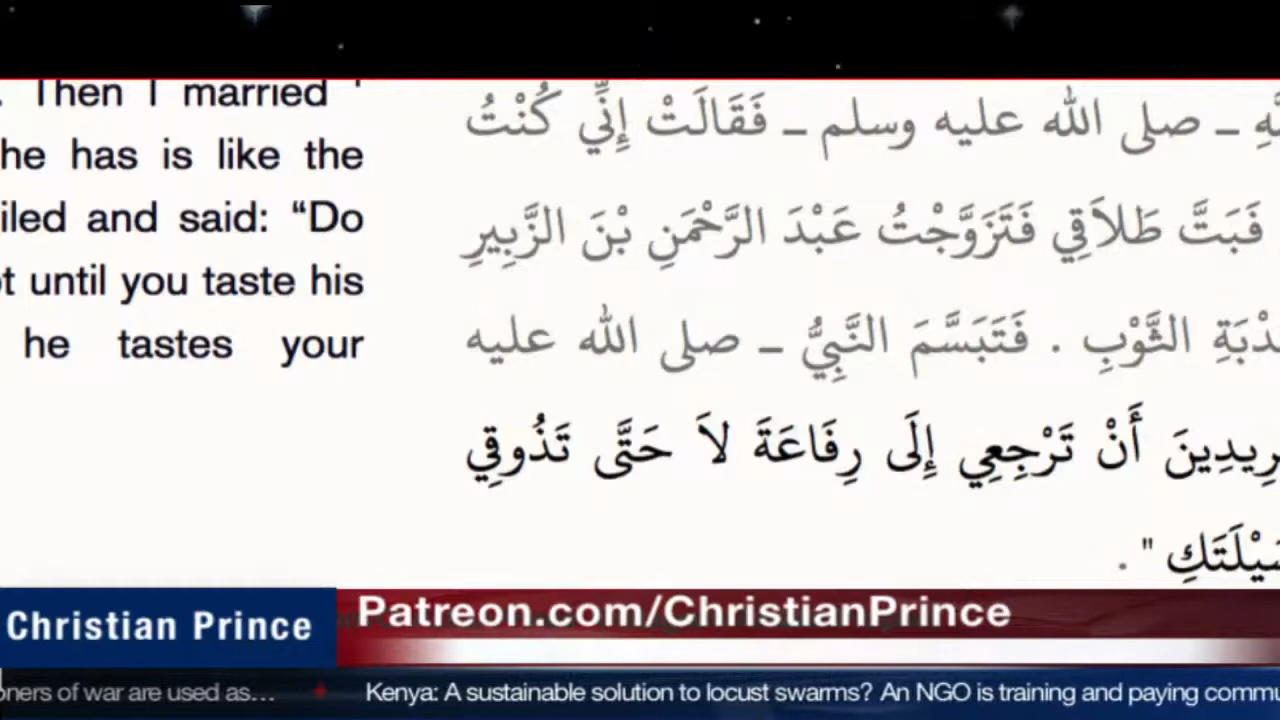 . Then I married
he has is like the
iled and said: “Do
t until you taste his
he tastes your
ـ صلى الله عليه وسلم ـ فَقَالَتْ إِنِّي كُنْتُ
فَبَتَّ طَلاَقِي فَتَزَوَّجْتُ عَبْدَ الرَّحْمَنِ بْنَ الزَّبِيرِ
دْبَةِ الثَّوْبِ . فَتَبَسَّمَ النَّبِيُّ ـ صلى الله عليه
رِيدِينَ أَنْ تَرْجِعِي إِلَى رِفَاعَةَ لاَ حَتَّى تَذُوقِي
سَيْلَتَكِ " .
Christian Prince
Patreon.com/ChristianPrince
oners of war are used as... Kenya: A sustainable solution to locust swarms? An NGO is training and paying commu